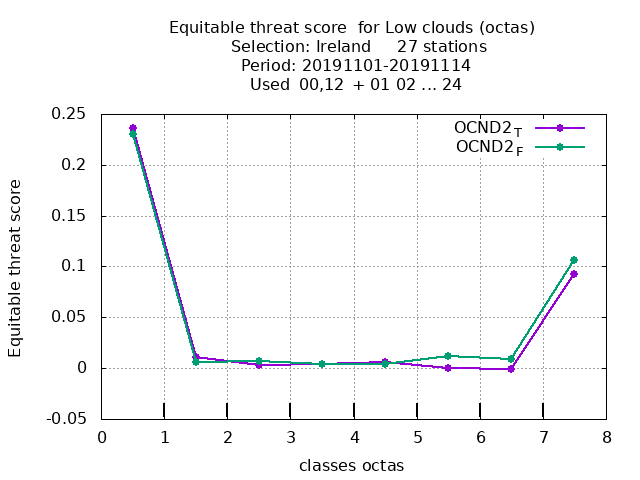 Equitable threat score for Low clouds (octas)
Selection: Ireland 27 stations
Period: 20191101-20191114
Used 00,12 + 01 02 ... 24
OCND2_T
OCND2_F
0.25
0.2
0.15
0.1
0.05
0
-0.05
Equitable threat score
0 1 2 3 4 5 6 7 8
classes octas